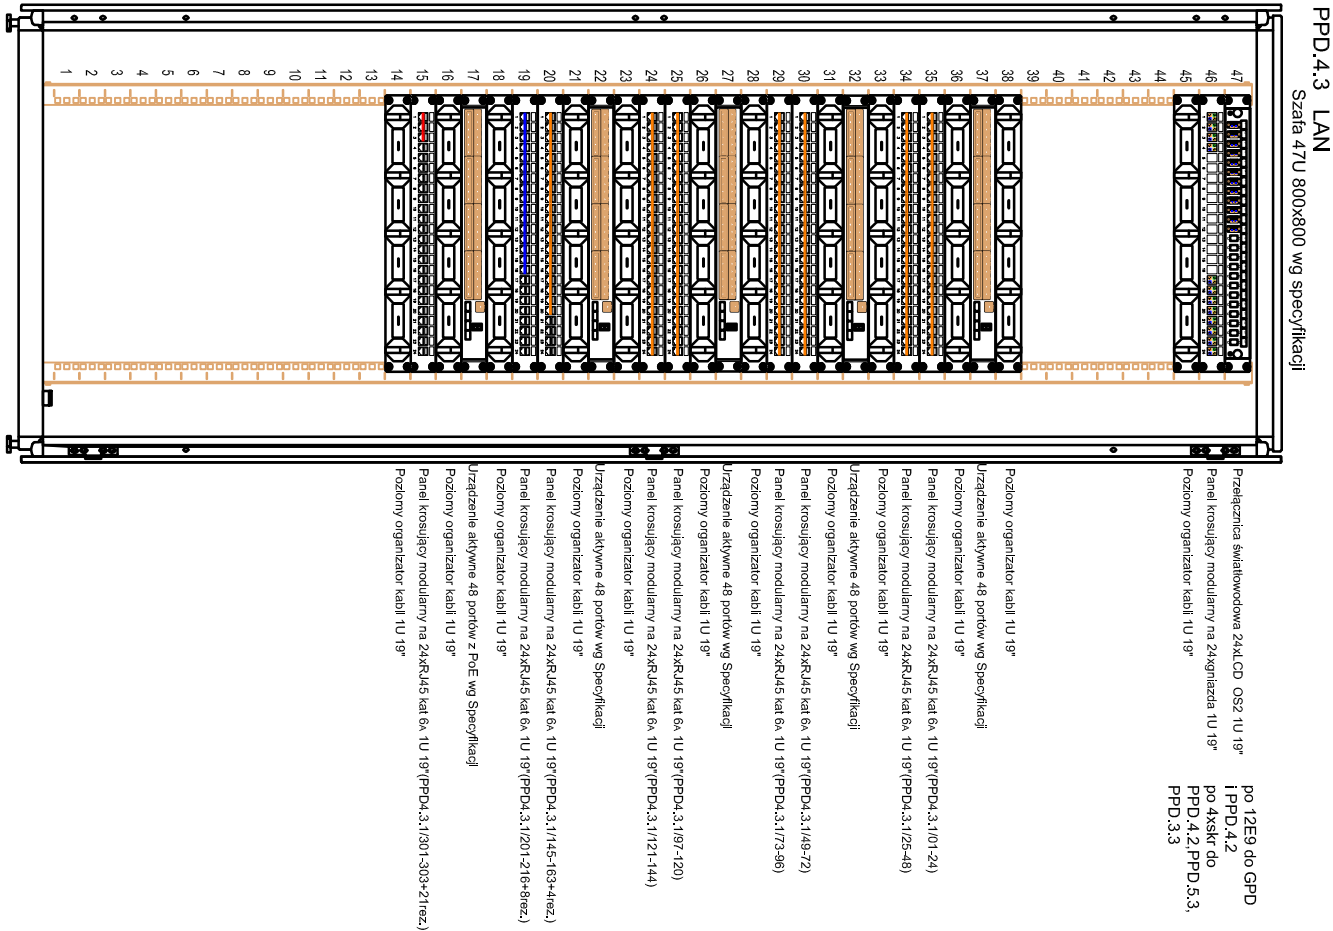 PPD.4.3 LAN
Szafa 47U 800x800 wg specyfikacji
47
46
45
44
43
42
41
40
39
38
37
36
35
34
33
32
31
30
29
28
27
26
25
24
23
22
21
20
19
18
17
16
15
14
13
12
11
10
9
8
7
6
5
4
3
2
1
Przełącznica światłowodowa 24xLCD OS2 1U 19"
Panel krosujący modularny na 24xgniazda 1U 19"
Poziomy organizator kabli 1U 19"
po 12E9 do GPD
i PPD.4.2
po 4xskr do
PPD.4.2,PPD.5.3,
PPD.3.3
Poziomy organizator kabli 1U 19"
Urządzenie aktywne 48 portów wg Specyfikacji
Poziomy organizator kabli 1U 19"
Panel krosujący modularny na 24xRJ45 kat 6A 1U 19"(PPD4.3.1/01-24)
Panel krosujący modularny na 24xRJ45 kat 6A 1U 19"(PPD4.3.1/25-48)
Poziomy organizator kabli 1U 19"
Urządzenie aktywne 48 portów wg Specyfikacji
Poziomy organizator kabli 1U 19"
Panel krosujący modularny na 24xRJ45 kat 6A 1U 19"(PPD4.3.1/49-72)
Panel krosujący modularny na 24xRJ45 kat 6A 1U 19"(PPD4.3.1/73-96)
Poziomy organizator kabli 1U 19"
Urządzenie aktywne 48 portów wg Specyfikacji
Poziomy organizator kabli 1U 19"
Panel krosujący modularny na 24xRJ45 kat 6A 1U 19"(PPD4.3.1/97-120)
Panel krosujący modularny na 24xRJ45 kat 6A 1U 19"(PPD4.3.1/121-144)
Poziomy organizator kabli 1U 19"
Urządzenie aktywne 48 portów wg Specyfikacji
Poziomy organizator kabli 1U 19"
Panel krosujący modularny na 24xRJ45 kat 6A 1U 19"(PPD4.3.1/145-163+4rez.)
Panel krosujący modularny na 24xRJ45 kat 6A 1U 19"(PPD4.3.1/201-216+8rez.)
Poziomy organizator kabli 1U 19"
Urządzenie aktywne 48 portów z PoE wg Specyfikacji
Poziomy organizator kabli 1U 19"
Panel krosujący modularny na 24xRJ45 kat 6A 1U 19"(PPD4.3.1/301-303+21rez.)
Poziomy organizator kabli 1U 19"